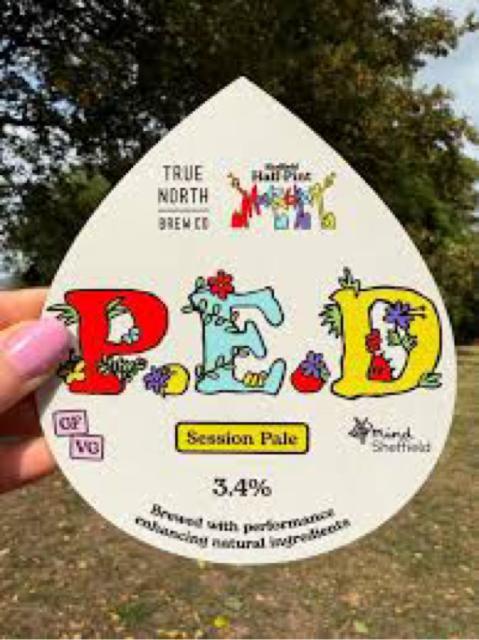 TRUE
NORTH
BREW CO
Sheffield
Half Pint
Marathon
P.E.D
GF
VG
Session Pale
mind
Sheffield
3.4%
Brewed with performance
enhancing natural ingredients